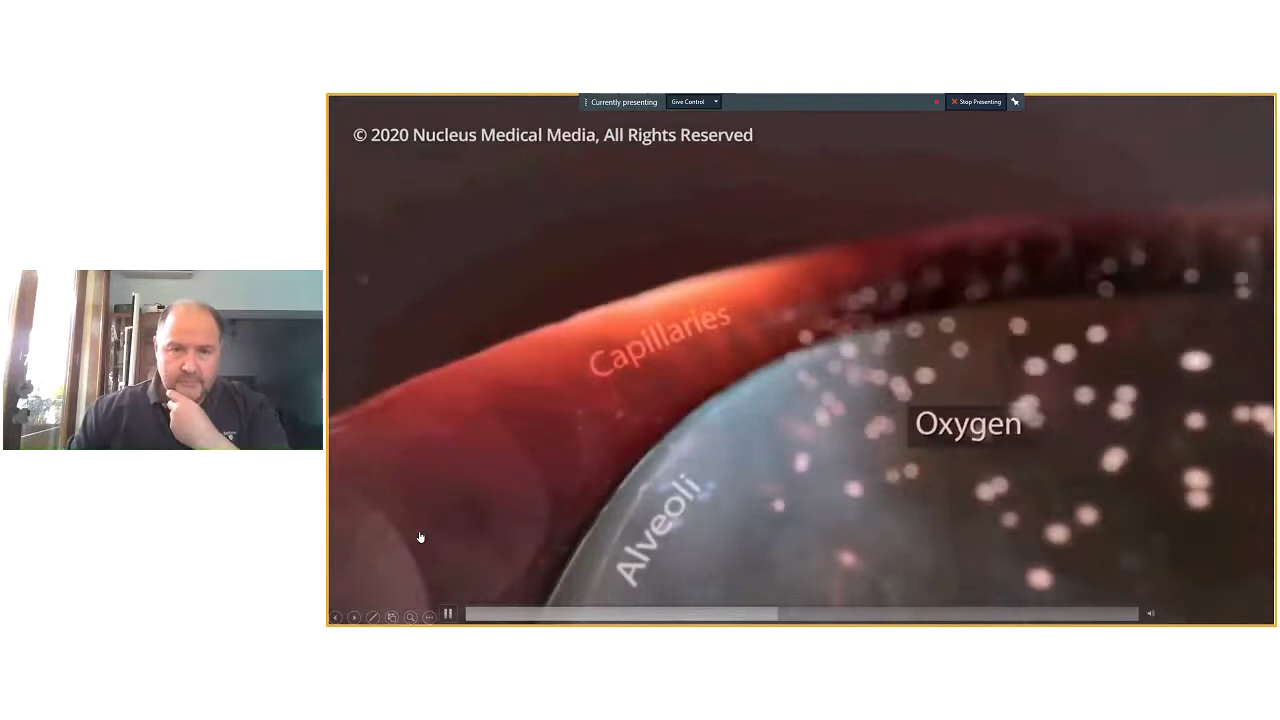 Currently presenting
Give Control
Stop Presenting
© 2020 Nucleus Medical Media, All Rights Reserved
Capillaries
Oxygen
Alveoli